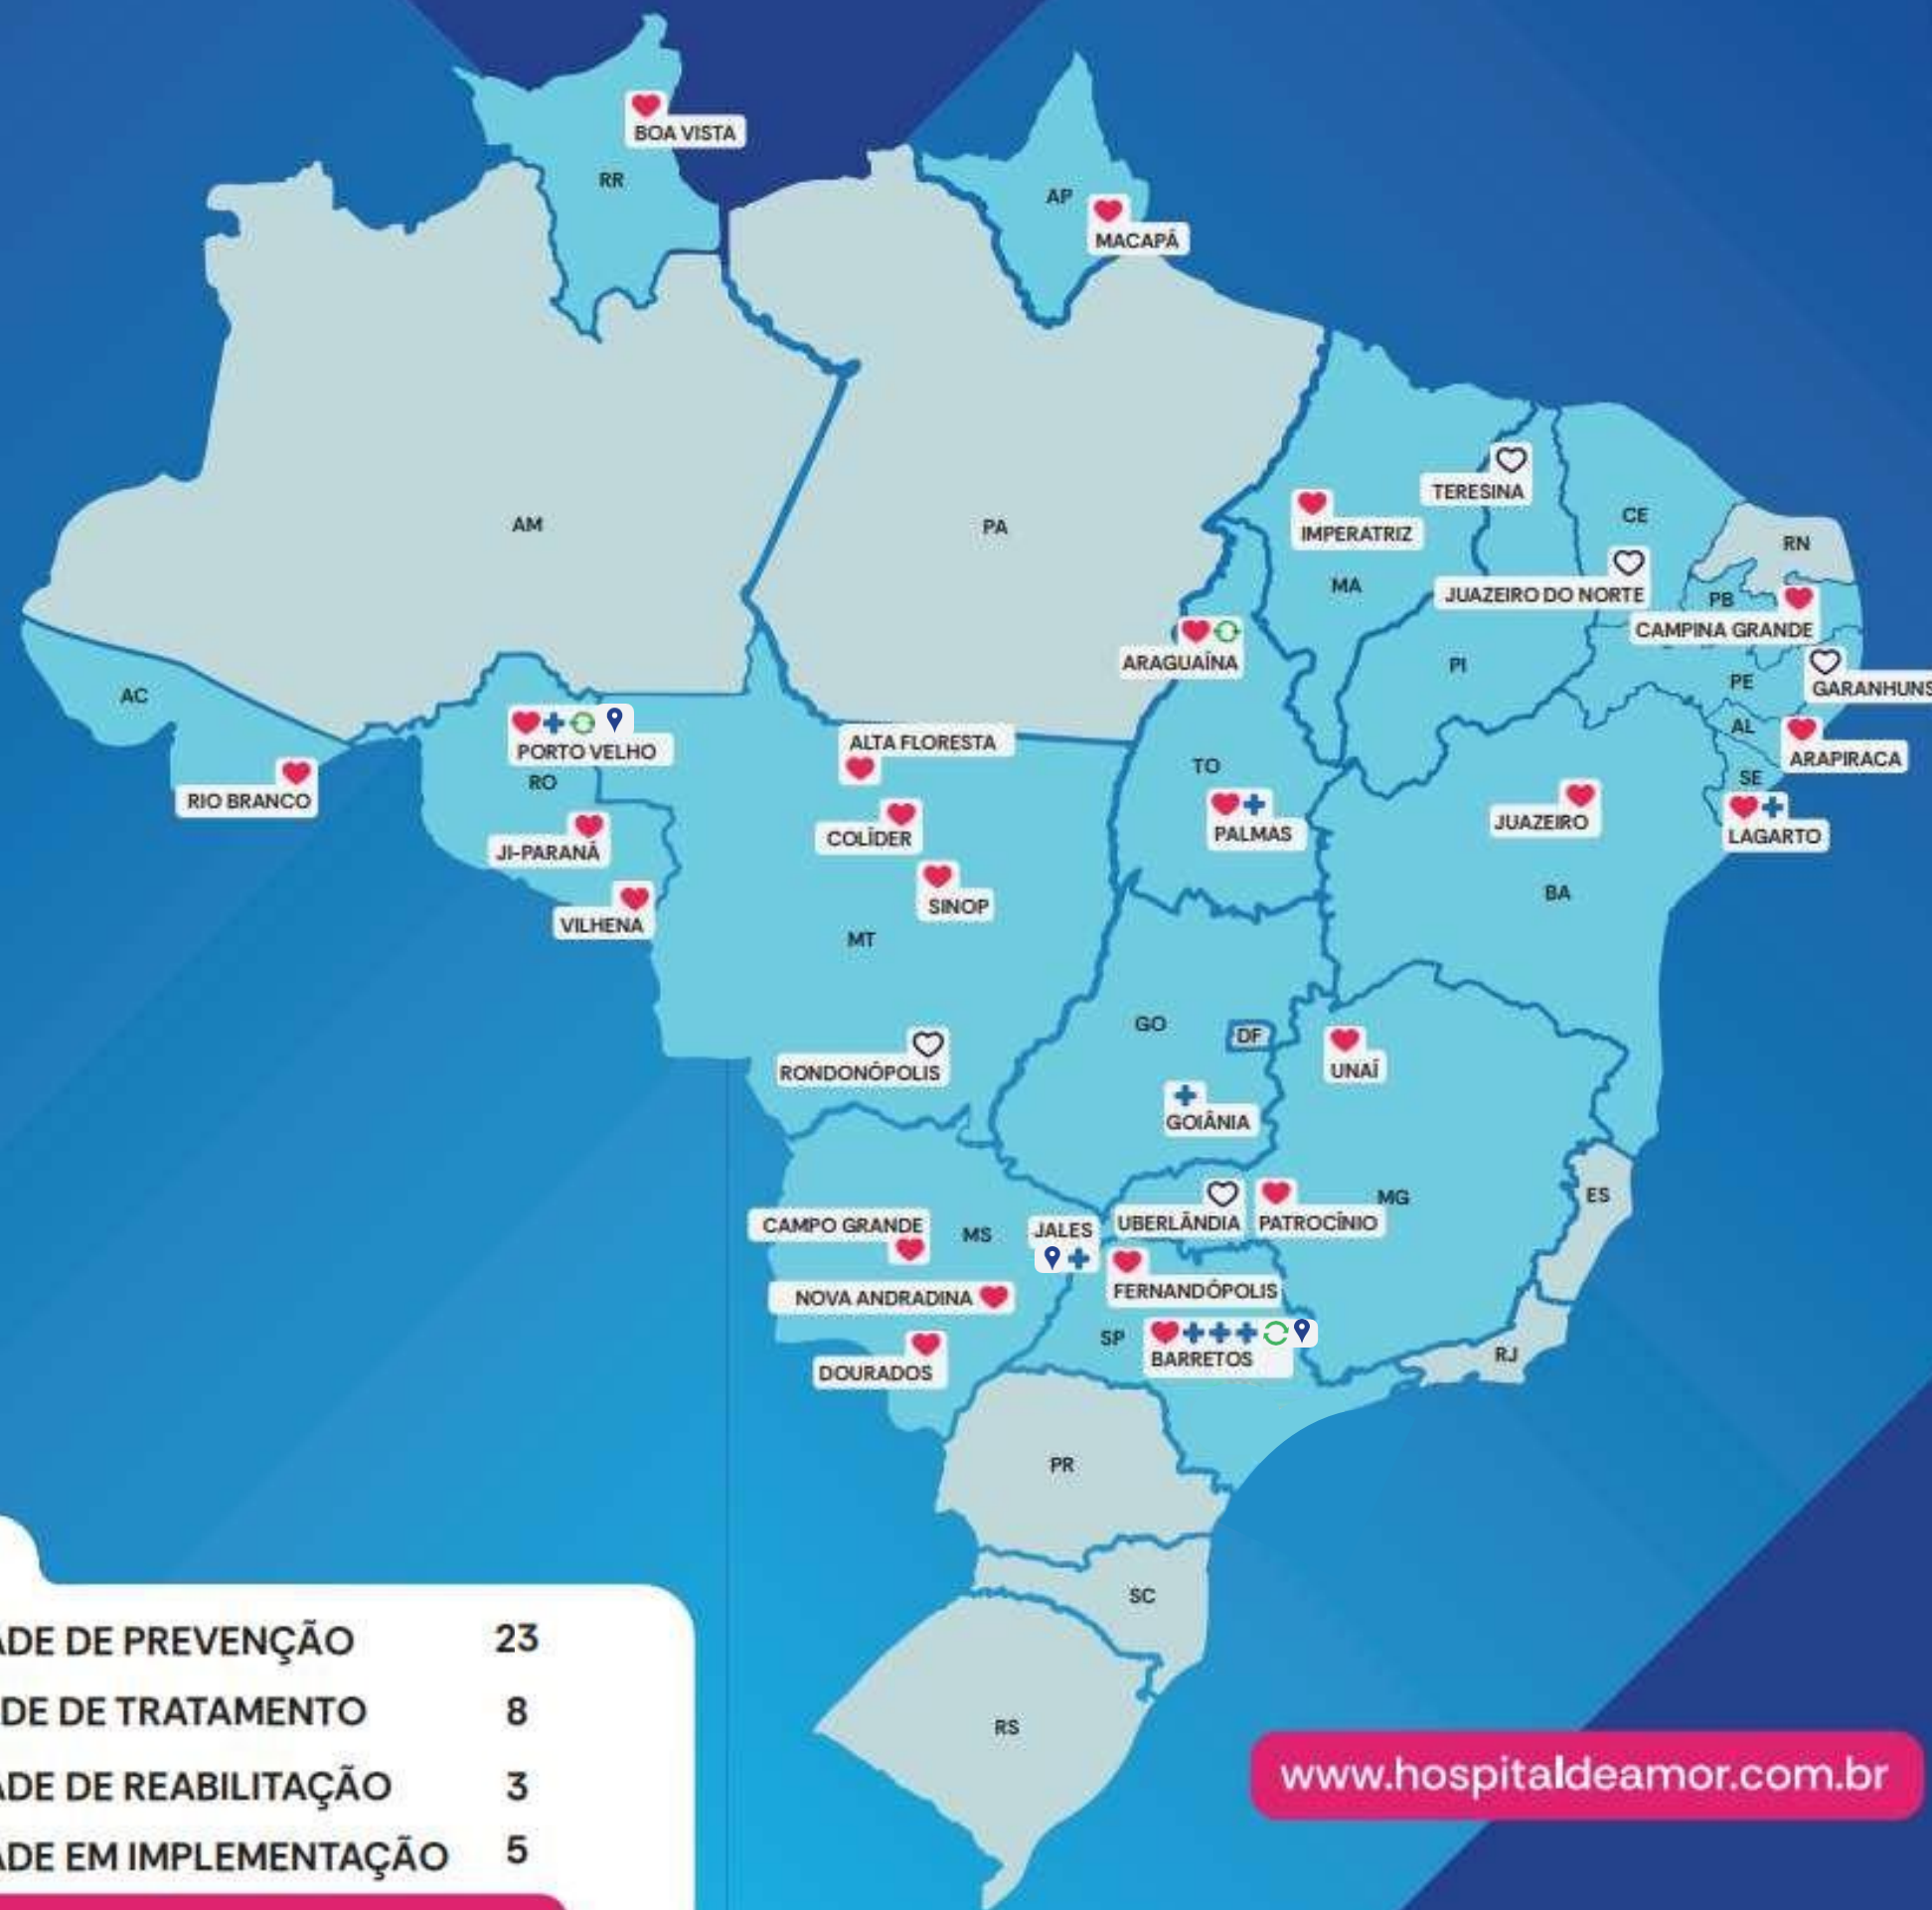 BOA VISTA
RR
AP
MACAPÁ
TERESINA
IMPERATRIZ
CE
AM
PA
RN
MA
JUAZEIRO DO NORTE
PB
CAMPINA GRANDE
ARAGUAÍNA
PI
PE
GARANHUNS
AC
AL
ARAPIRACA
PORTO VELHO
ALTA FLORESTA
RO
TO
SE
RIO BRANCO
PALMAS
JUAZEIRO
LAGARTO
JI-PARANÁ
COLÍDER
BA
SINOP
VILHENA
MT
GO
DF
UNAÍ
RONDONÓPOLIS
GOIÂNIA
ES
MG
CAMPO GRANDE
MS
JALES
UBERLÂNDIA
PATROCÍNIO
FERNANDÓPOLIS
NOVA ANDRADINA
SP
BARRETOS
RJ
DOURADOS
PR
SC
RS
ADE DE PREVENÇÃO 23
DE DE TRATAMENTO 8
ADE DE REABILITAÇÃO 3
ADE EM IMPLEMENTAÇÃO 5
www.hospitaldeamor.com.br